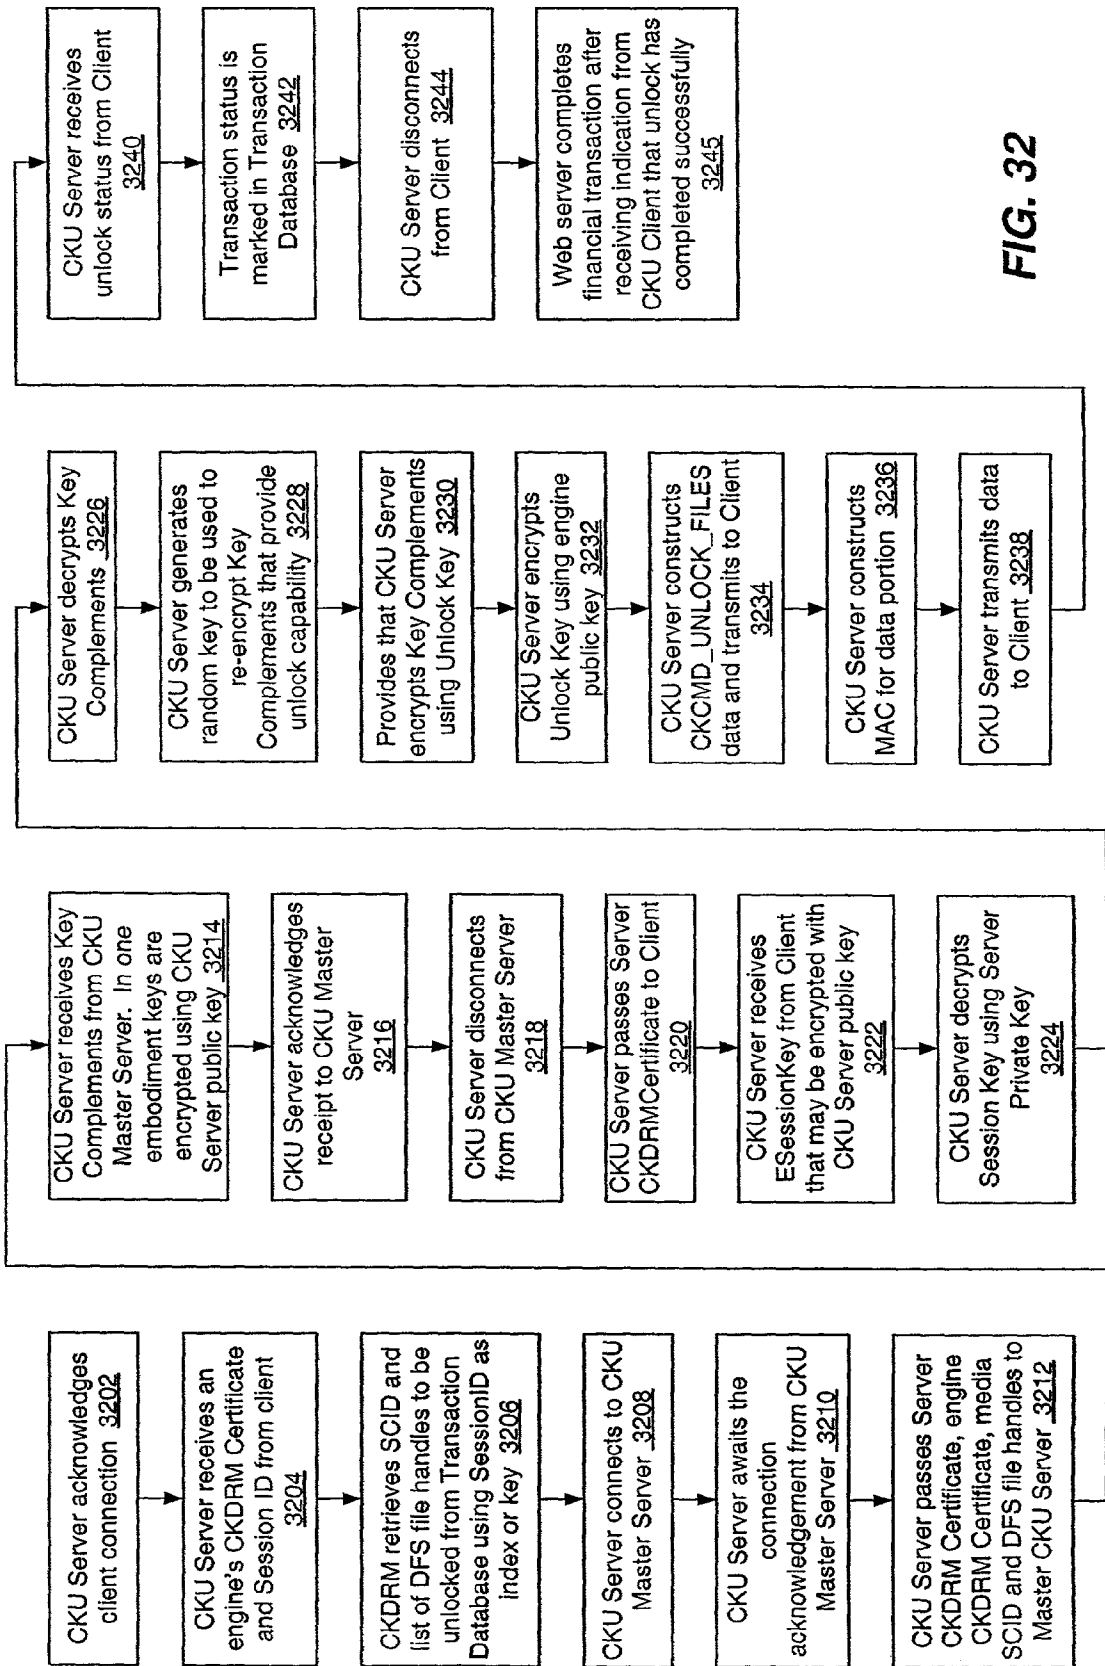 CKU Server acknowledges
client connection 3202
CKU Server receives an
engine's CKDRM Certificate
and Session ID from client
3204
CKDRM retrieves SCID and
list of DFS file handles to be
unlocked from Transaction
Database using SessionID as
index or key 3206
CKU Server connects to CKU
Master Server 3208
CKU Server awaits the
connection
acknowledgement from CKU
Master Server 3210
CKU Server passes Server
CKDRM Certificate, engine
CKDRM Certificate, media
SCID and DFS file handles to
Master CKU Server 3212
CKU Server receives Key
Complements from CKU
Master Server. In one
embodiment keys are
encrypted using CKU
Server public key 3214
CKU Server acknowledges
receipt to CKU Master
Server
3216
CKU Server disconnects
from CKU Master Server
3218
CKU Server passes Server
CKDRMCertificate to Client
3220
CKU Server receives
ESessionKey from Client
that may be encrypted with
CKU Server public key
3222
CKU Server decrypts
Session Key using Server
Private Key
3224
CKU Server decrypts Key
Complements 3226
CKU Server generates
random key to be used to
re-encrypt Key
Complements that provide
unlock capability 3228
Provides that CKU Server
encrypts Key Complements
using Unlock Key 3230
CKU Server encrypts
Unlock Key using engine
public key 3232
CKU Server constructs
CKCMD_UNLOCK_FILES
data and transmits to Client
3234
CKU Server constructs
MAC for data portion 3236
CKU Server transmits data
to Client 3238
CKU Server receives
unlock status from Client
3240
Transaction status is
marked in Transaction
Database 3242
CKU Server disconnects
from Client 3244
Web server completes
financial transaction after
receiving indication from
CKU Client that unlock has
completed successfully
3245
FIG. 32